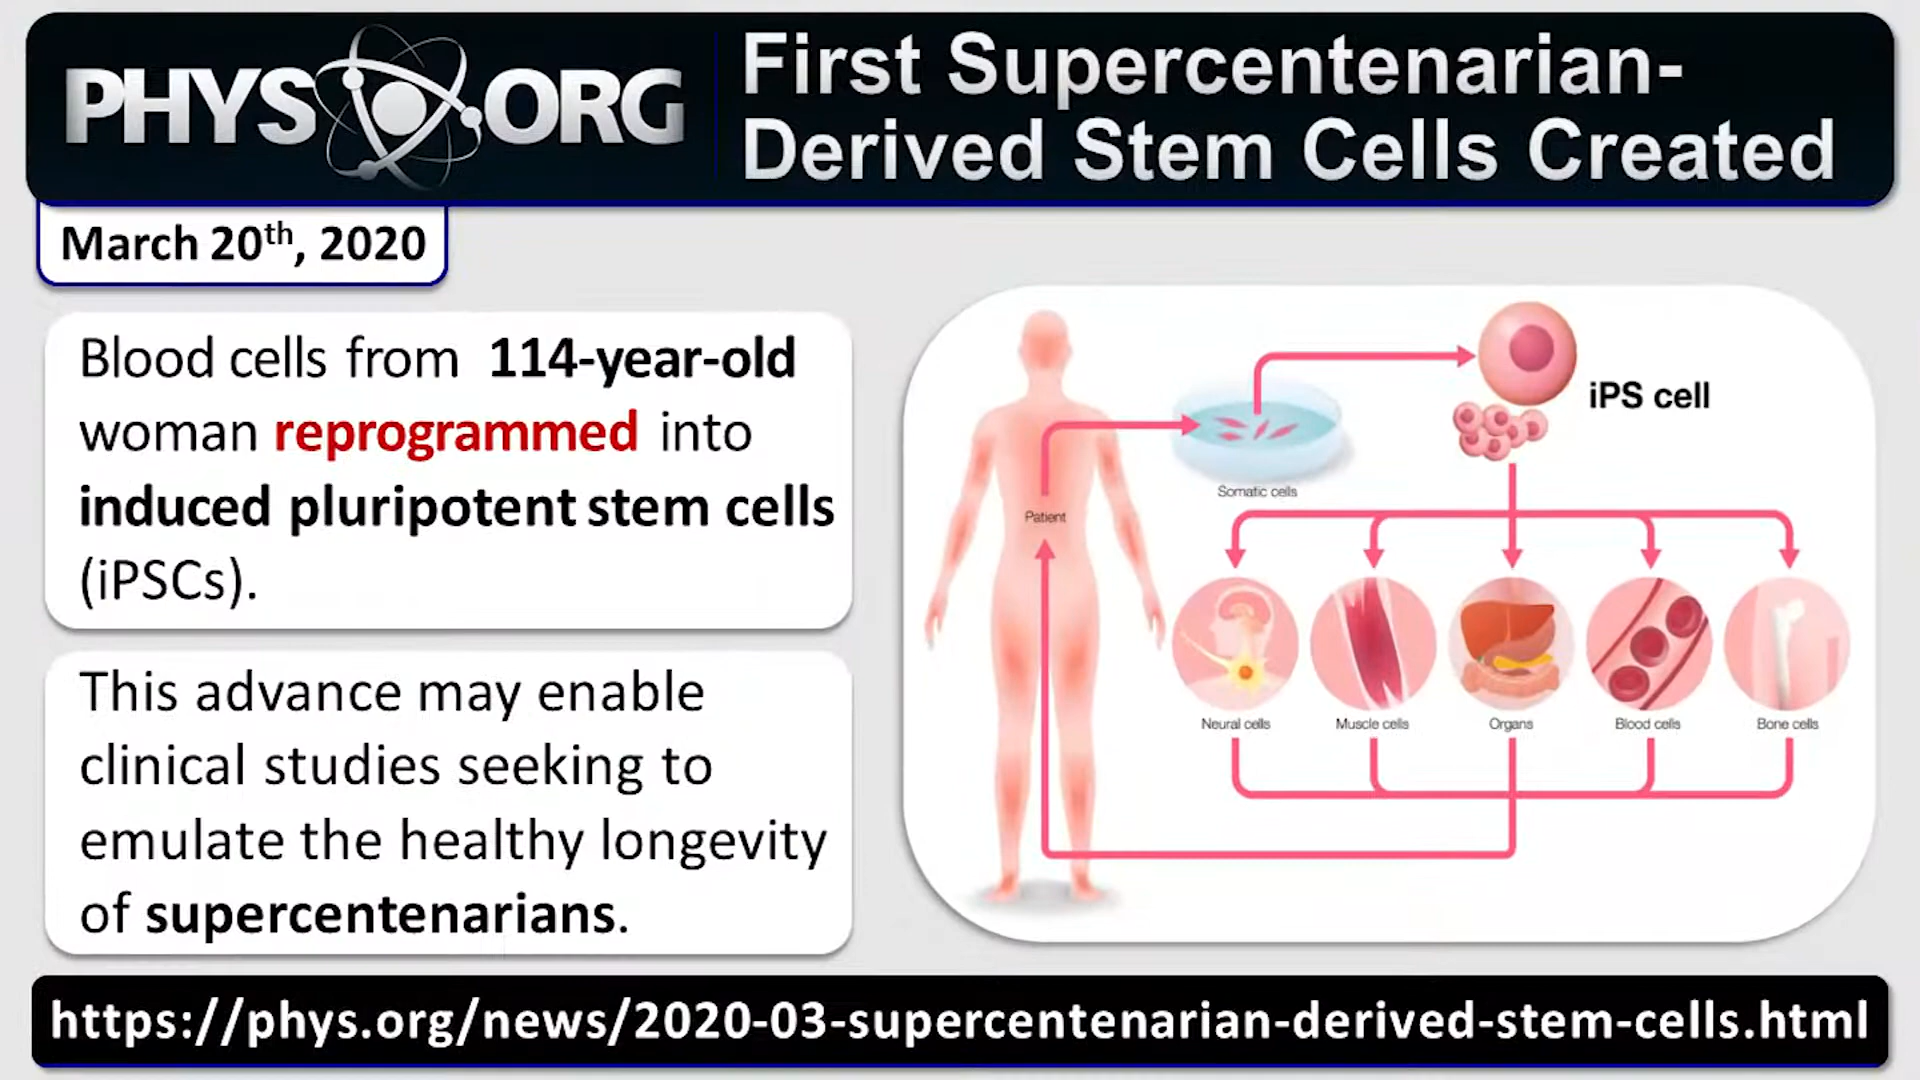 PHYS ORG
First Supercentenarian-
Derived Stem Cells Created
March 20th, 2020
Blood cells from 114-year-old
woman reprogrammed into
induced pluripotent stem cells
(iPSCs).
This advance may enable
clinical studies seeking to
emulate the healthy longevity
of supercentenarians.
iPS cell
Somatic cells
Patient
Neural cells
Muscle cells
Organs
Blood cells
Bone cells
https://phys.org/news/2020-03-supercentenarian-derived-stem-cells.html